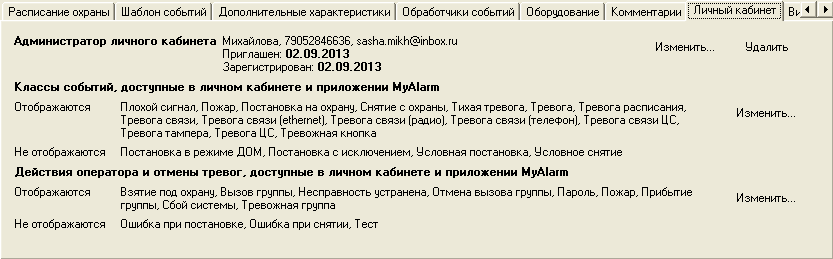 Расписание охраны Шаблон событий Дополнительные характеристики Обработчики событий Оборудование Комментарии Личный кабинет Ви
Администратор личного кабинета Михайлова, 79052846636, sasha.mikh@inbox.ru Изменить... Удалить
Приглашен: 02.09.2013
Зарегистрирован: 02.09.2013
Классы событий, доступные в личном кабинете и приложении MyAlarm
Отображаются Плохой сигнал, Пожар, Постановка на охрану, Снятие с охраны, Тихая тревога, Тревога, Тревога расписания,
Тревога связи, Тревога связи (ethernet), Тревога связи (радио), Тревога связи (телефон), Тревога связи ЦС, Изменить...
Тревога тампера, Тревога ЦС, Тревожная кнопка
Не отображаются Постановка в режиме ДОМ, Постановка с исключением, Условная постановка, Условное снятие
Действия оператора и отмены тревог, доступные в личном кабинете и приложении MyAlarm
Отображаются Взятие под охрану, Вызов группы, Неисправность устранена, Отмена вызова группы, Пароль, Пожар, Прибытие
группы, Сбой системы, Тревожная группа Изменить...
Не отображаются Ошибка при постановке, Ошибка при снятии, Тест